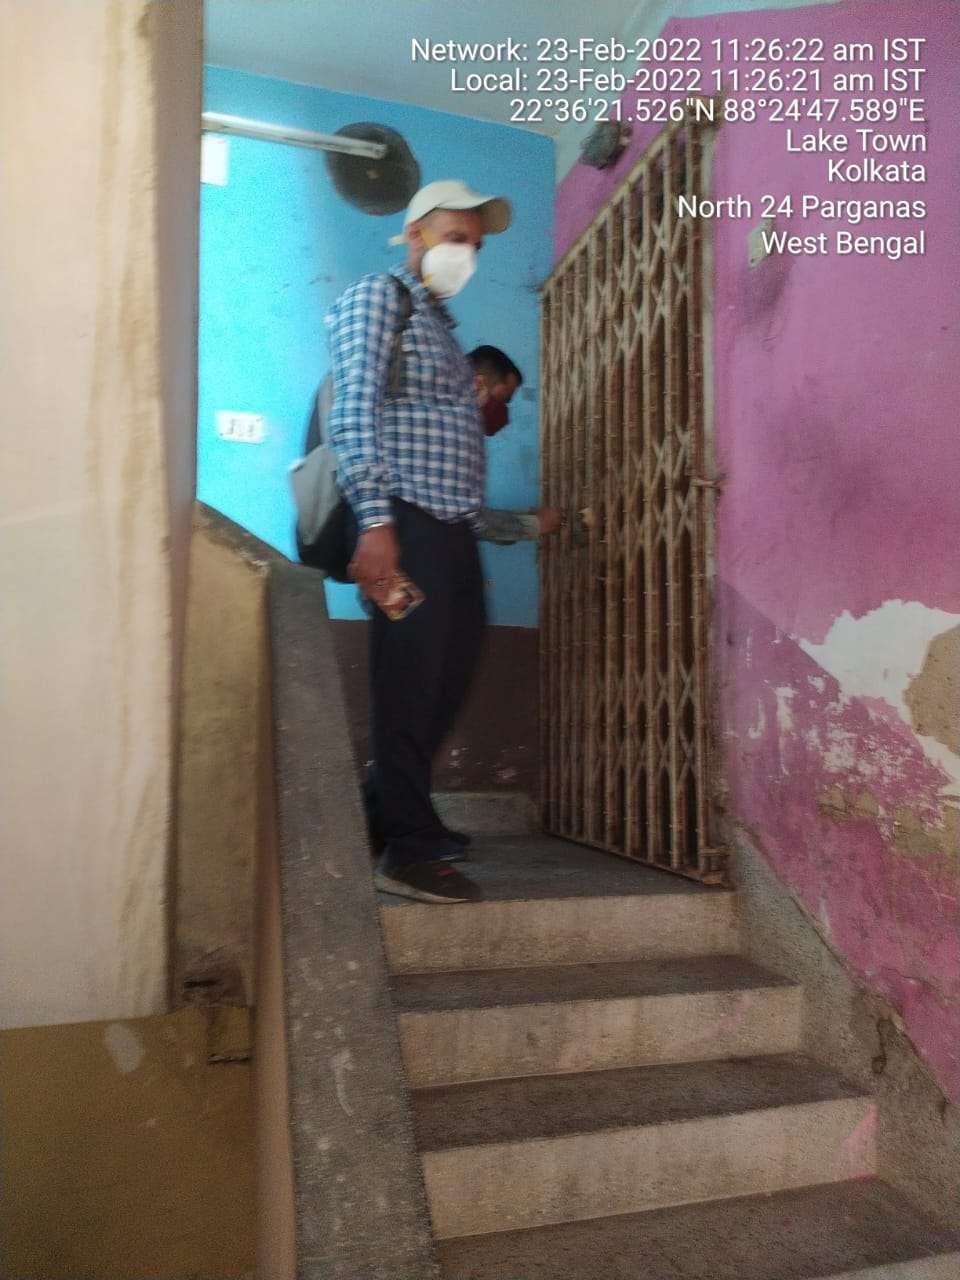 Network: 23-Feb-2022 11:26:22 am IST
Local: 23-Feb-2022 11:26:21 am IST
22°36'21.526"N 88°24'47.589"E
Lake Town
Kolkata
North 24 Parganas
West Bengal